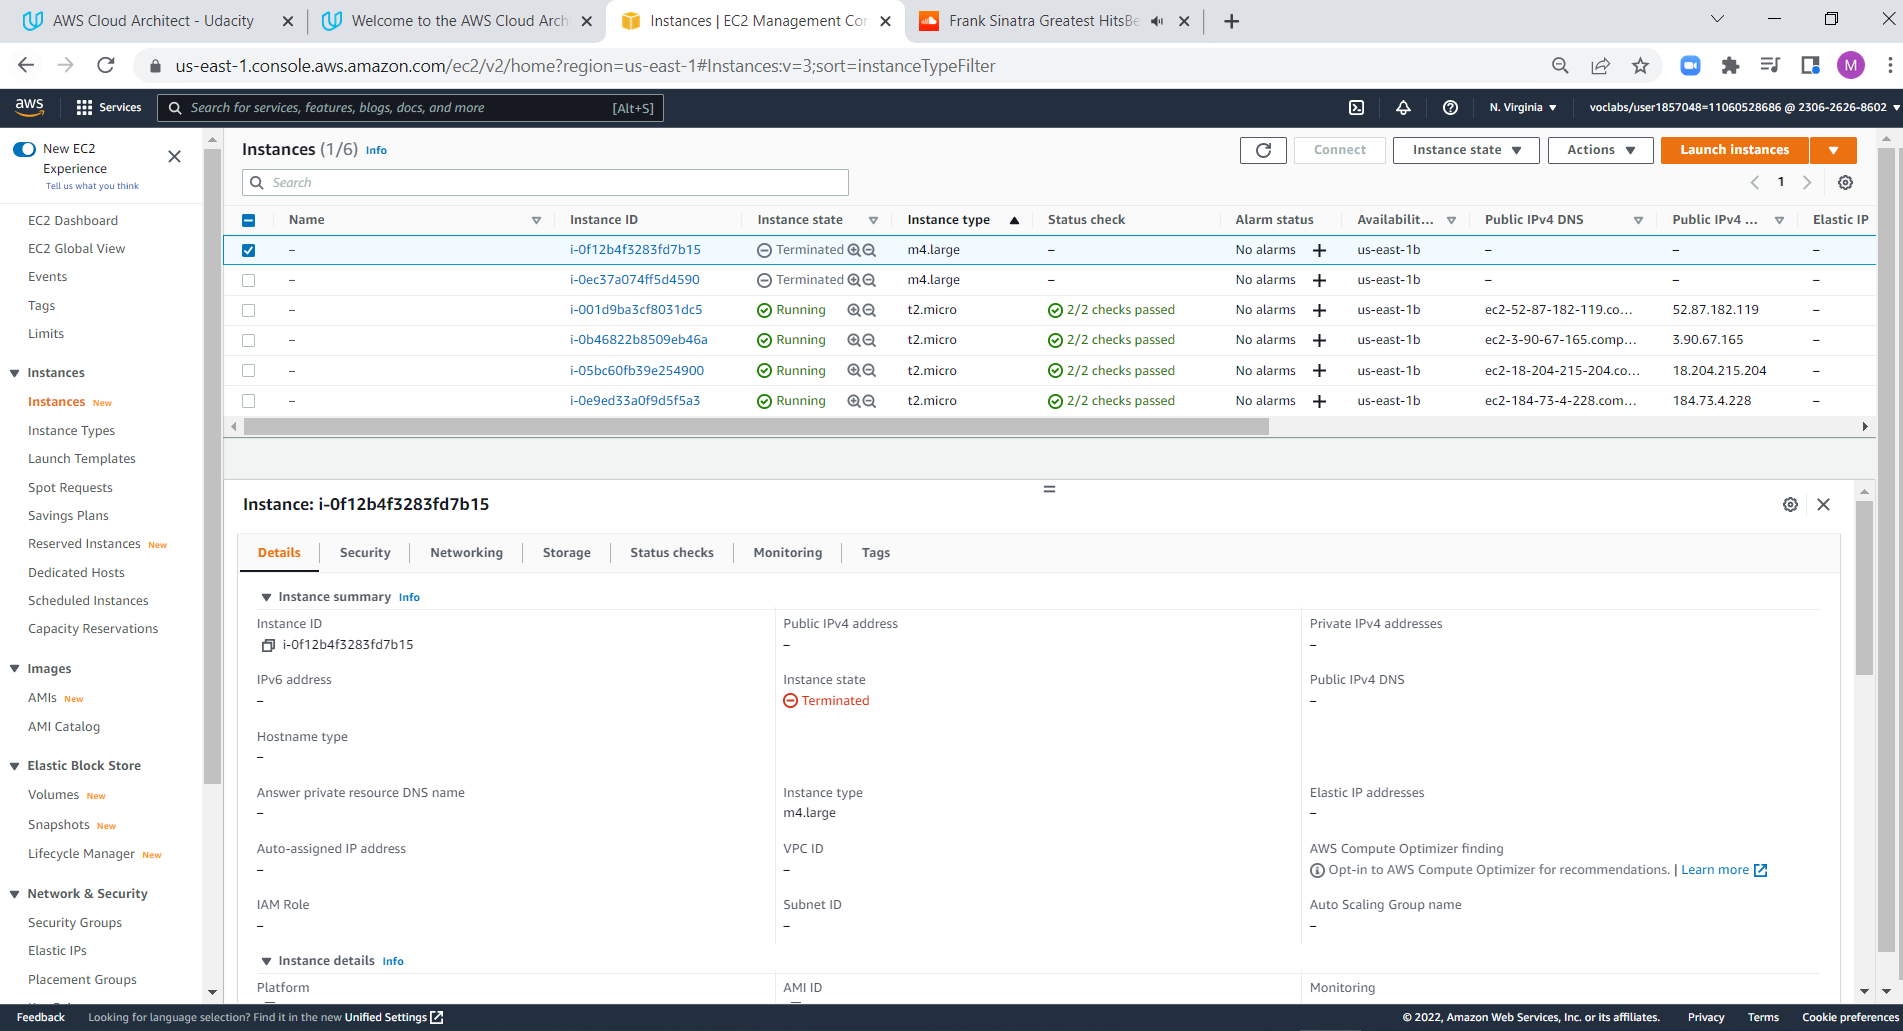 AWS Cloud Architect - Udacity
Welcome to the AWS Cloud Arch
Instances | EC2 Management Co
Frank Sinatra Greatest HitsBe
us-east-1.console.aws.amazon.com/ec2/v2/home?region=us-east-1#Instances:v=3;sort=instanceTypeFilter
M
aws
Services
Search for services, features, blogs, docs, and more
[Alt+S]
N. Virginia
voclabs/user1857048=11060528686 @ 2306-2626-8602
New EC2
Experience
Tell us what you think
EC2 Dashboard
EC2 Global View
Events
Tags
Limits
Instances
Instances New
Instance Types
Launch Templates
Spot Requests
Savings Plans
Reserved Instances New
Dedicated Hosts
Scheduled Instances
Capacity Reservations
Images
AMIs New
AMI Catalog
Elastic Block Store
Volumes New
Snapshots New
Lifecycle Manager New
Network & Security
Security Groups
Elastic IPs
Placement Groups
Instances (1/6) Info
Connect
Instance state
Actions
Launch instances
Search
1
Name Instance ID Instance state Instance type Status check Alarm status Availabilit... Public IPv4 DNS Public IPv4 ... Elastic IP
– i-0f12b4f3283fd7b15 Terminated m4.large – No alarms + us-east-1b – – –
– i-0ec37a074ff5d4590 Terminated m4.large – No alarms + us-east-1b – – –
– i-001d9ba3cf8031dc5 Running t2.micro 2/2 checks passed No alarms + us-east-1b ec2-52-87-182-119.co... 52.87.182.119 –
– i-0b46822b8509eb46a Running t2.micro 2/2 checks passed No alarms + us-east-1b ec2-3-90-67-165.comp... 3.90.67.165 –
– i-05bc60fb39e254900 Running t2.micro 2/2 checks passed No alarms + us-east-1b ec2-18-204-215-204.co... 18.204.215.204 –
– i-0e9ed33a0f9d5f5a3 Running t2.micro 2/2 checks passed No alarms + us-east-1b ec2-184-73-4-228.com... 184.73.4.228 –
Instance: i-0f12b4f3283fd7b15
Details Security Networking Storage Status checks Monitoring Tags
Instance summary Info
Instance ID
i-0f12b4f3283fd7b15
Public IPv4 address
–
Private IPv4 addresses
–
IPv6 address
–
Instance state
Terminated
Public IPv4 DNS
–
Hostname type
–
Answer private resource DNS name
–
Instance type
m4.large
Elastic IP addresses
–
Auto-assigned IP address
–
VPC ID
–
AWS Compute Optimizer finding
Opt-in to AWS Compute Optimizer for recommendations. | Learn more
IAM Role
–
Subnet ID
–
Auto Scaling Group name
–
Instance details Info
Platform
AMI ID
Monitoring
Feedback
Looking for language selection? Find it in the new Unified Settings
© 2022, Amazon Web Services, Inc. or its affiliates.
Privacy
Terms
Cookie preferences